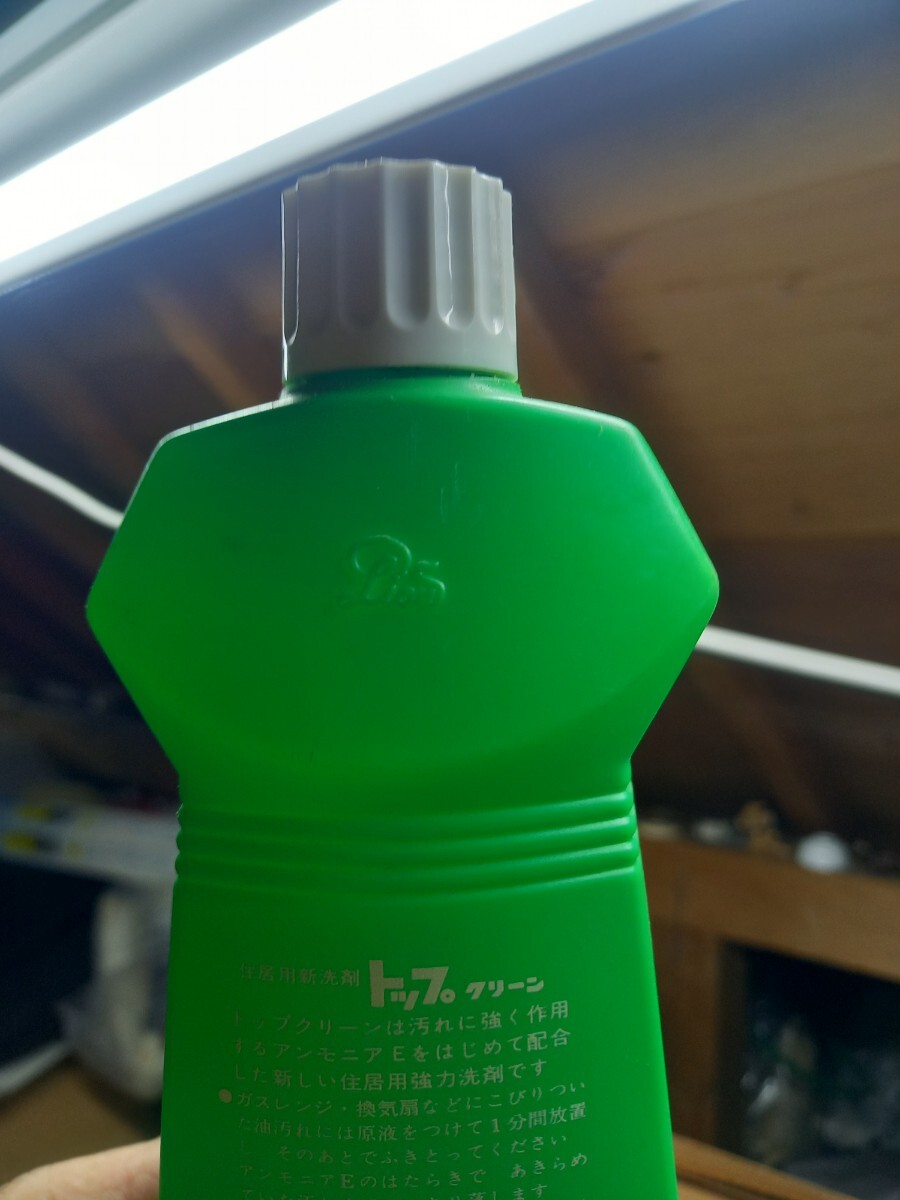 Lion
住居用新洗剤 トップ クリーン
トップクリーンは汚れに強く作用
するアンモニアEをはじめて配合
した新しい住居用強力洗剤です
●ガスレンジ・換気扇などにこびりつい
た油汚れには原液をつけて1分間放置
し、そのあとでふきとってください
アンモニアEのはたらきで あきらめ
落します